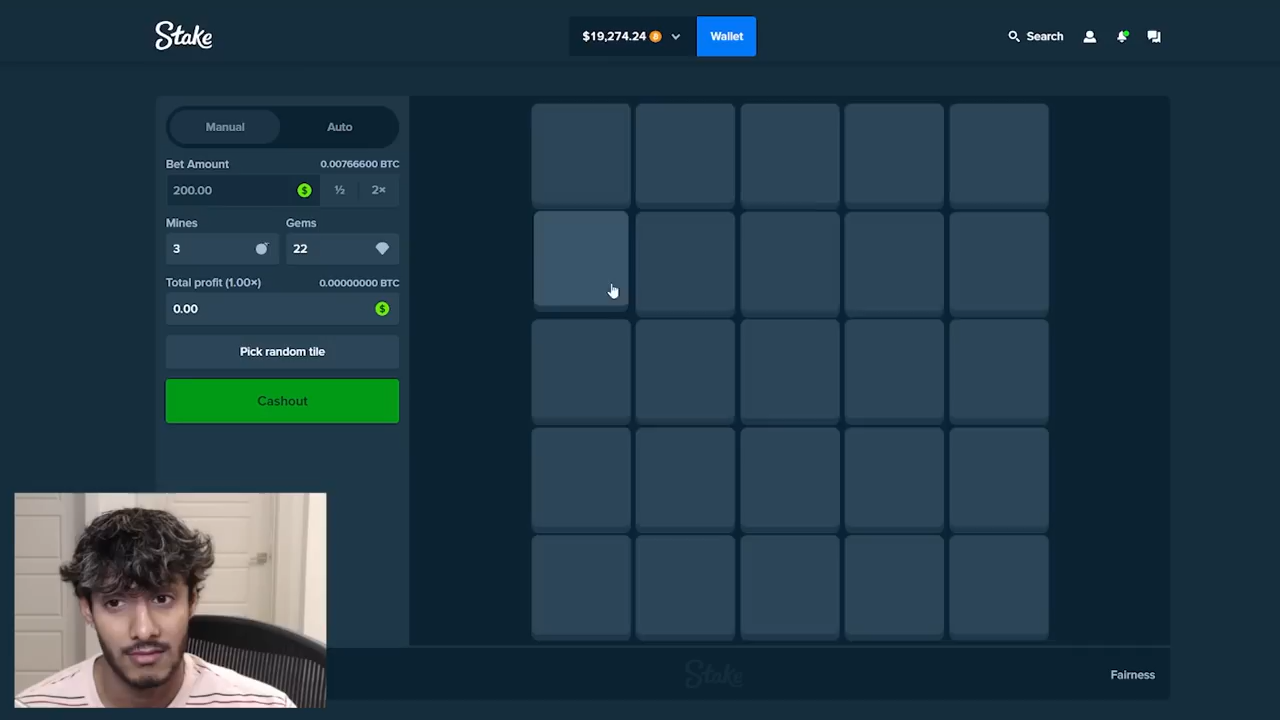 Stake
$19,274.24
Wallet
Search
Manual
Auto
Bet Amount
0.00766600 BTC
200.00
$
½
2×
Mines
Gems
3
22
Total profit (1.00×)
0.00000000 BTC
0.00
$
Pick random tile
Cashout
Stake
Fairness